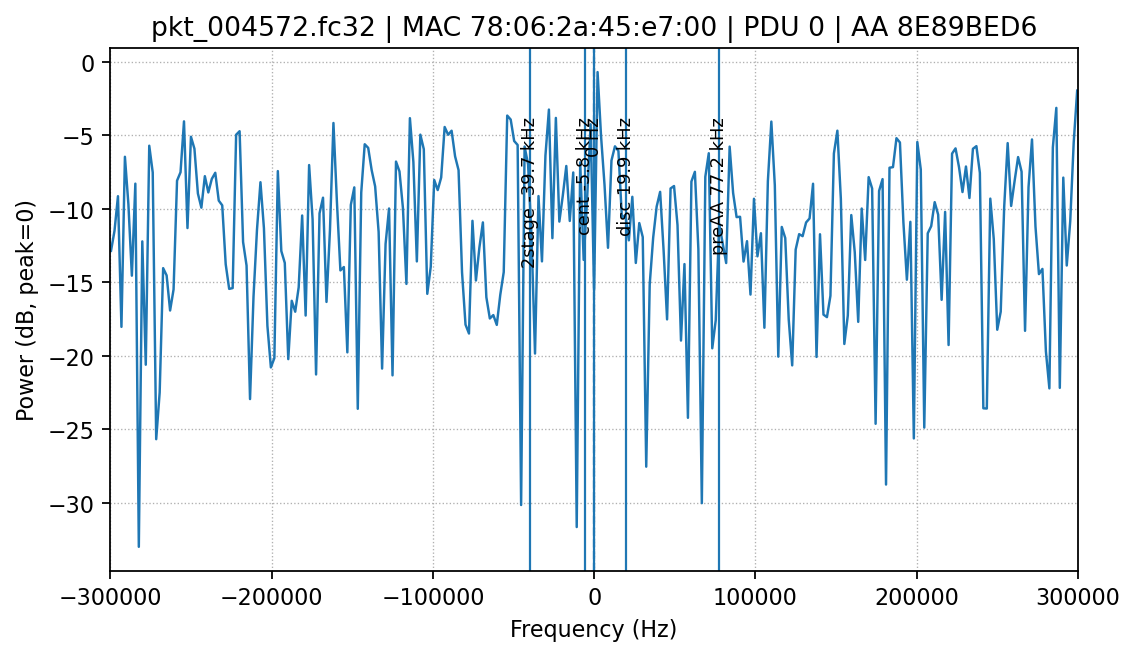 pkt_004572.fc32 | MAC 78:06:2a:45:e7:00 | PDU 0 | AA 8E89BED6
Power (dB, peak=0)
0
−5
−10
−15
−20
−25
−30
2stage -39.7 kHz
cent -5.8 kHz
0 Hz
disc 19.9 kHz
preAA 77.2 kHz
−300000
−200000
−100000
0
100000
200000
300000
Frequency (Hz)